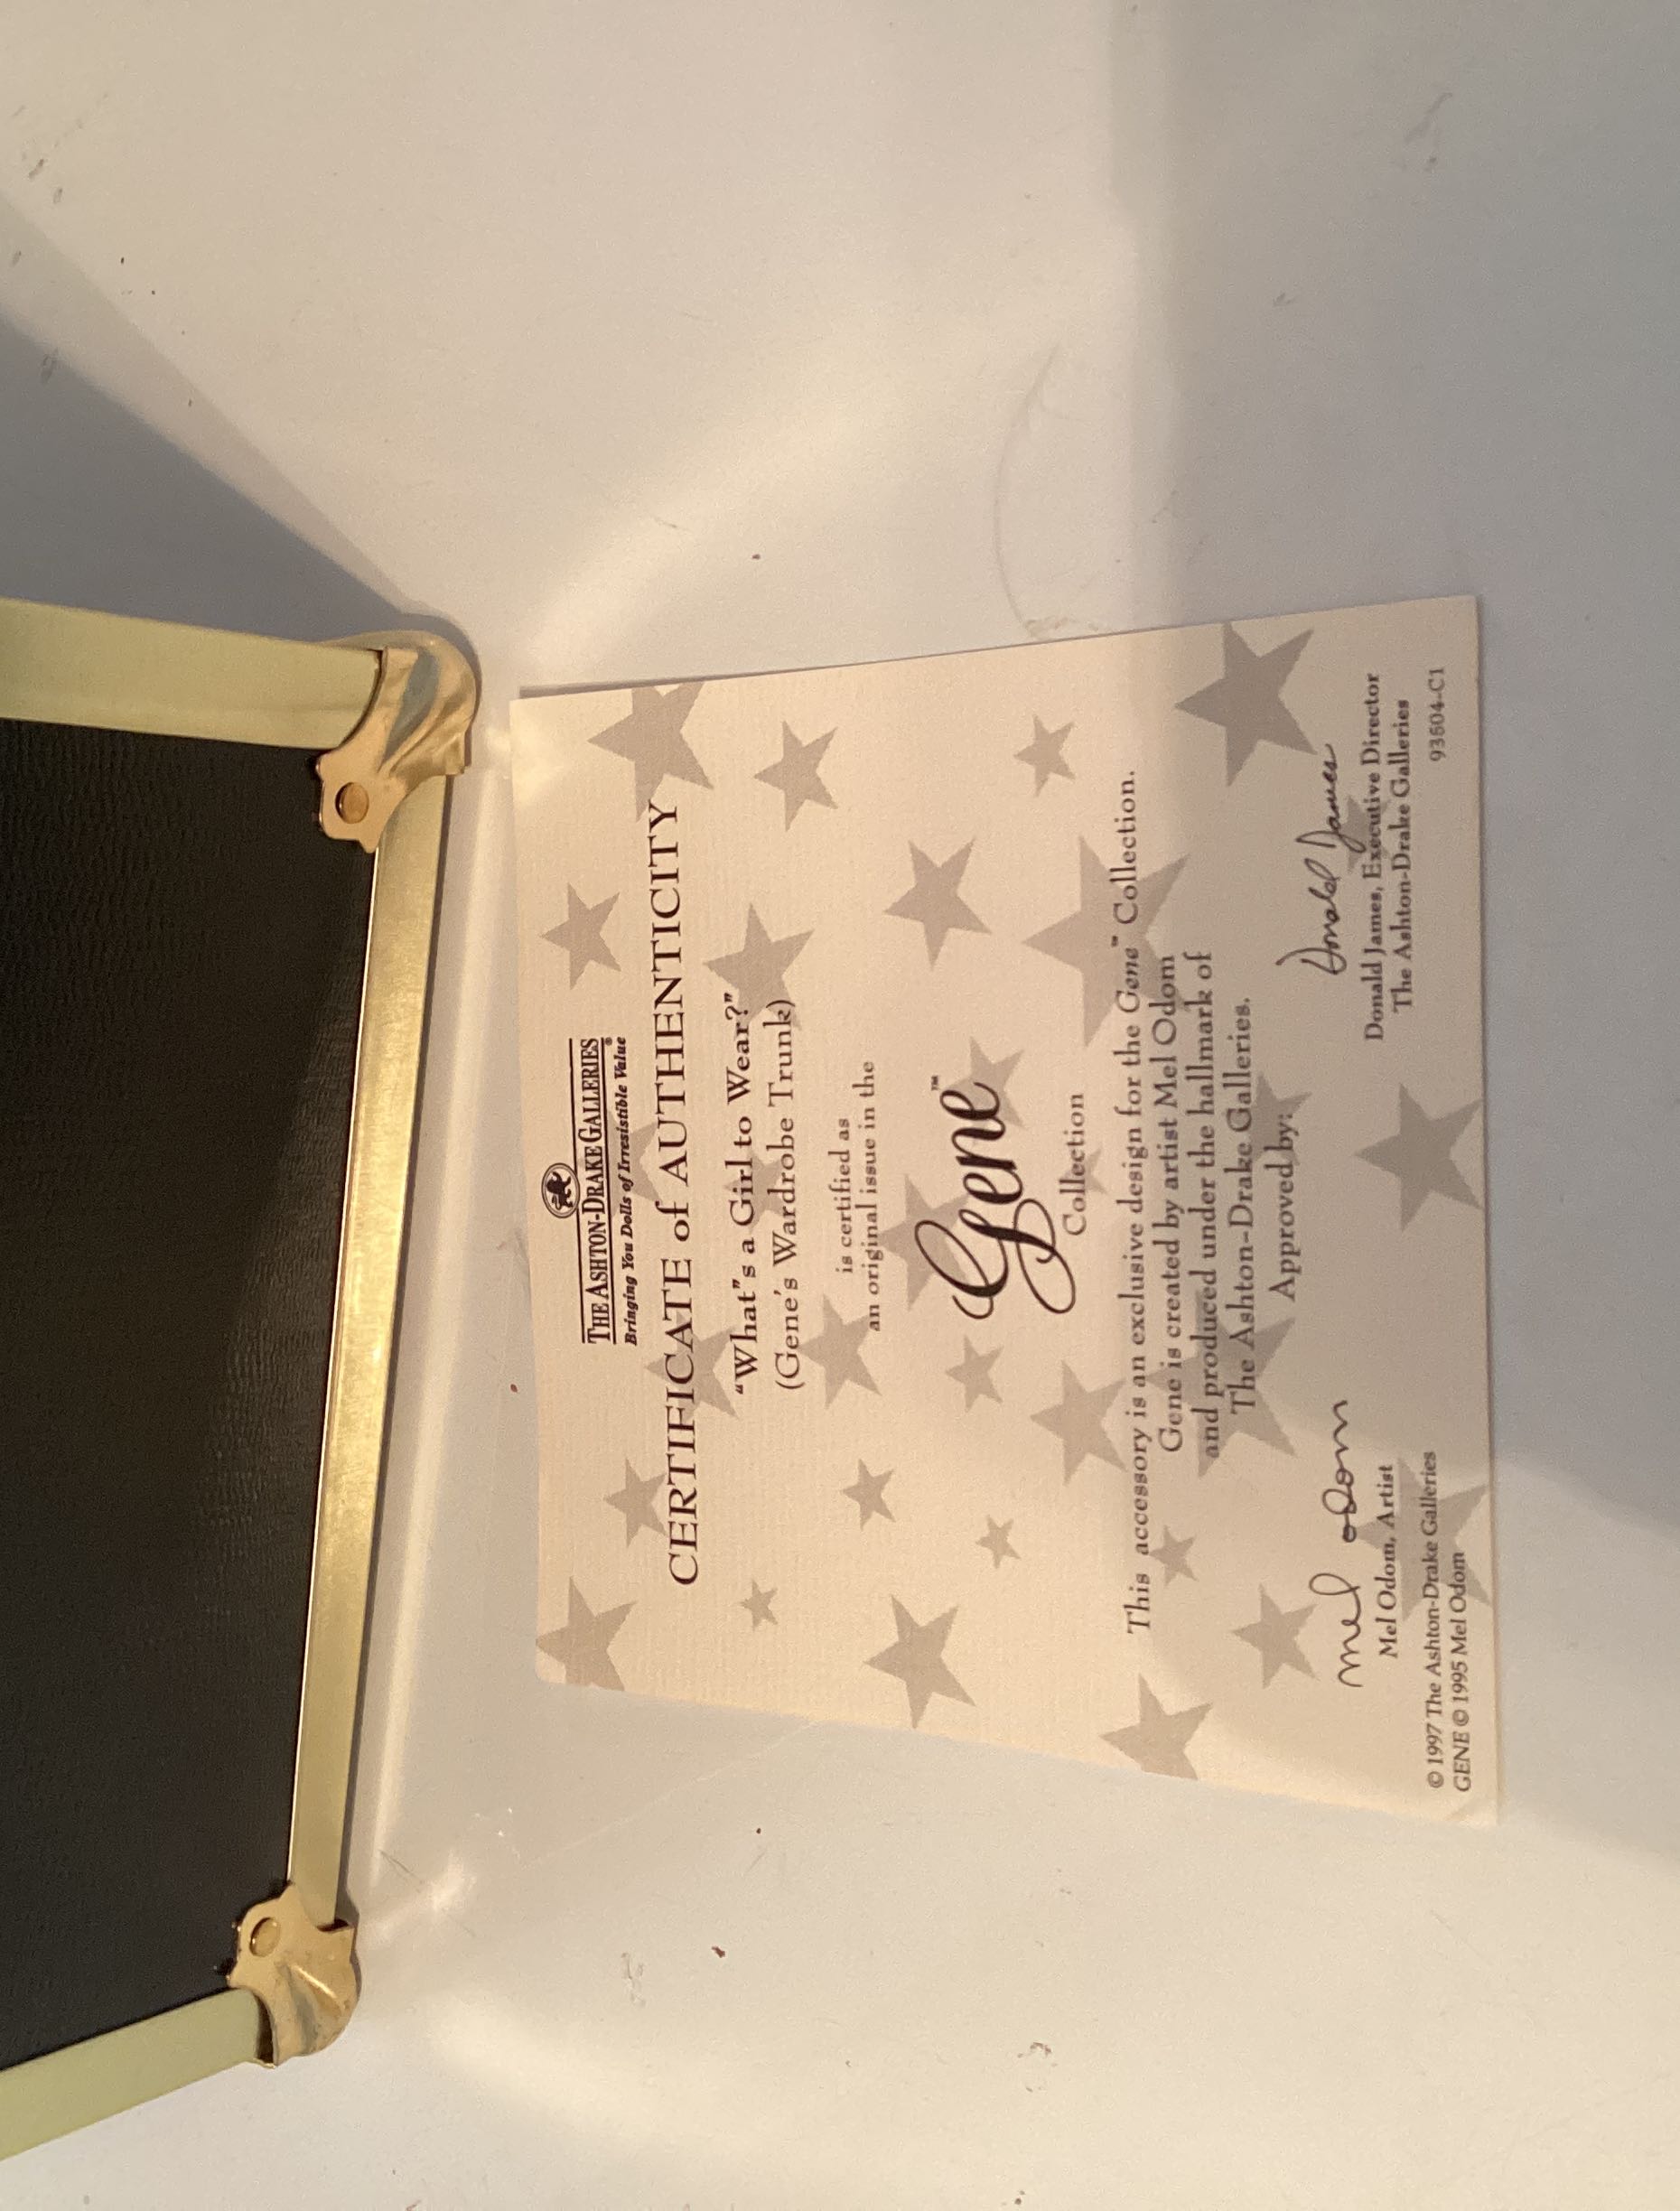 THE ASHTON-DRAKE GALLERIES®
Bringing You Dolls of Irresistible Value
CERTIFICATE of AUTHENTICITY
“What”s a Girl to Wear?”
(Gene’s Wardrobe Trunk)
is certified as
an original issue in the
Gene™
Collection
This accessory is an exclusive design for the Gene™ Collection.
Gene is created by artist Mel Odom
and produced under the hallmark of
The Ashton-Drake Galleries.
Approved by:
Mel Odom
Mel Odom, Artist
Donald James
Donald James, Executive Director
The Ashton-Drake Galleries
© 1997 The Ashton-Drake Galleries
GENE © 1995 Mel Odom
93604-C1